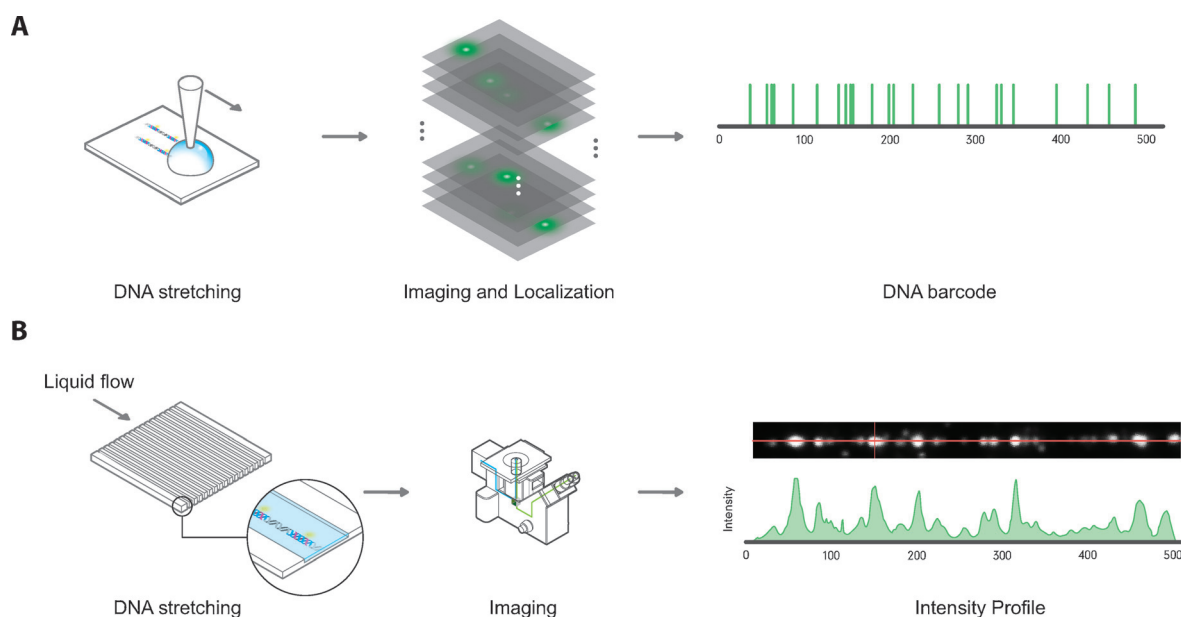 A
0 100 200 300 400 500
DNA stretching
Imaging and Localization
DNA barcode
B
Liquid flow
Intensity
0 100 200 300 400 500
DNA stretching
Imaging
Intensity Profile